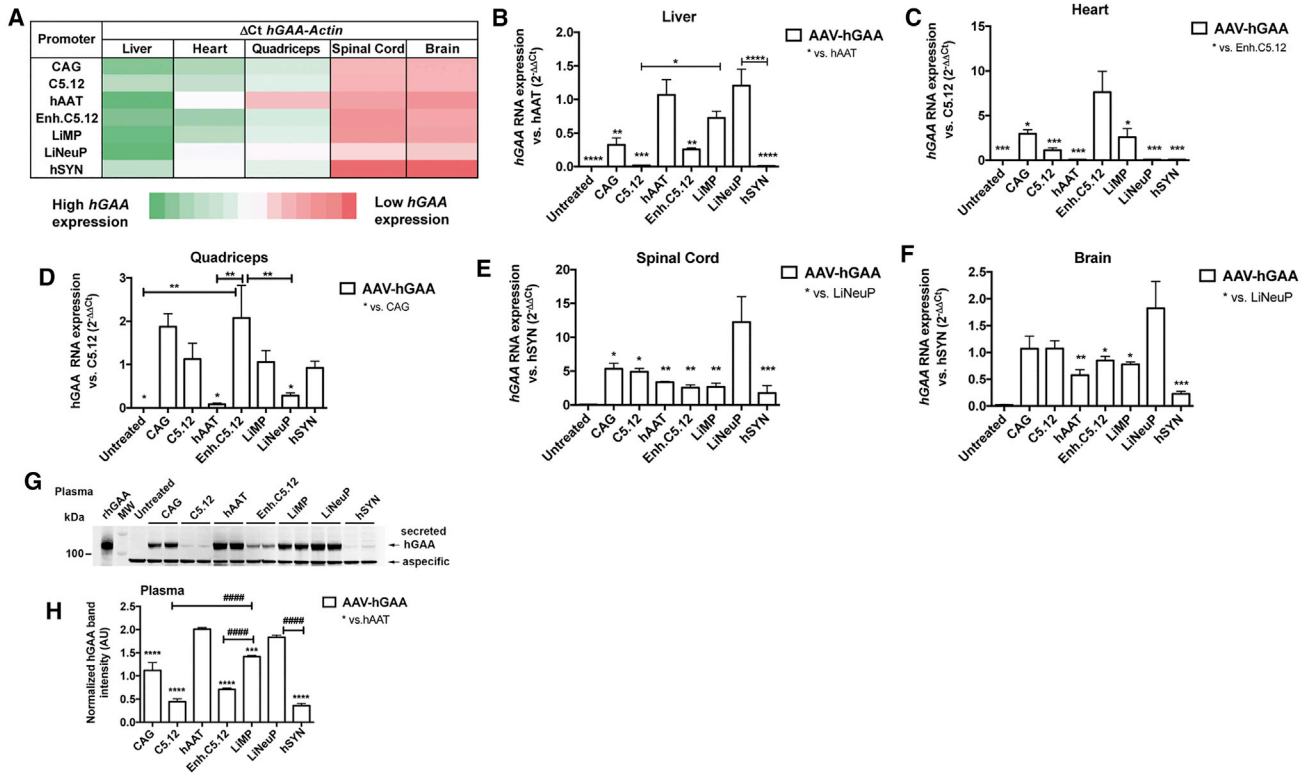 A
Promoter
ΔCt hGAA-Actin
Liver Heart Quadriceps Spinal Cord Brain
CAG
C5.12
hAAT
Enh.C5.12
LiMP
LiNeuP
hSYN
High hGAA expression
Low hGAA expression
B
Liver
hGAA RNA expression
vs. hAAT (2-ΔΔCt)
2.0
1.5
1.0
0.5
0.0
**** ** *** ** * **** ****
Untreated CAG C5.12 hAAT Enh.C5.12 LiMP LiNeuP hSYN
AAV-hGAA
* vs. hAAT
C
Heart
hGAA RNA expression
vs. C5.12 (2-ΔΔCt)
15
10
5
0
*** * *** *** * *** ***
Untreated CAG C5.12 hAAT Enh.C5.12 LiMP LiNeuP hSYN
AAV-hGAA
* vs. Enh.C5.12
D
Quadriceps
hGAA RNA expression
vs. C5.12 (2-ΔΔCt)
3
2
1
0
** ** **
* * *
Untreated CAG C5.12 hAAT Enh.C5.12 LiMP LiNeuP hSYN
AAV-hGAA
* vs. CAG
E
Spinal Cord
hGAA RNA expression
vs. hSYN (2-ΔΔCt)
20
15
10
5
0
* * ** ** ** ***
Untreated CAG C5.12 hAAT Enh.C5.12 LiMP LiNeuP hSYN
AAV-hGAA
* vs. LiNeuP
F
Brain
hGAA RNA expression
vs. hSYN (2-ΔΔCt)
2.5
2.0
1.5
1.0
0.5
0.0
** * * ***
Untreated CAG C5.12 hAAT Enh.C5.12 LiMP LiNeuP hSYN
AAV-hGAA
* vs. LiNeuP
G
Plasma
kDa
100
rhGAA MW Untreated CAG C5.12 hAAT Enh.C5.12 LiMP LiNeuP hSYN
secreted
hGAA
aspecific
H
Plasma
Normalized hGAA band
intensity (AU)
2.5
2.0
1.5
1.0
0.5
0.0
#### #### ####
**** **** **** *** ****
CAG C5.12 hAAT Enh.C5.12 LiMP LiNeuP hSYN
AAV-hGAA
* vs.hAAT